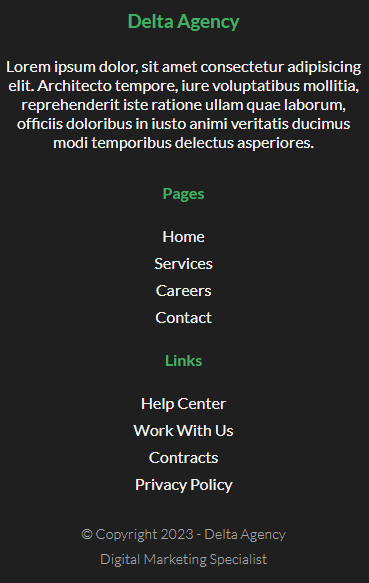 Delta Agency
Lorem ipsum dolor, sit amet consectetur adipisicing
elit. Architecto tempore, iure voluptatibus mollitia,
reprehenderit iste ratione ullam quae laborum,
officiis doloribus in iusto animi veritatis ducimus
modi temporibus delectus asperiores.
Pages
Home
Services
Careers
Contact
Links
Help Center
Work With Us
Contracts
Privacy Policy
© Copyright 2023 - Delta Agency
Digital Marketing Specialist